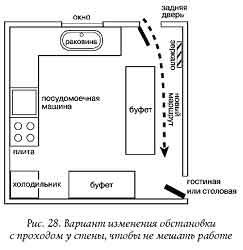 окно
задняя
дверь
раковина
зеркало
посудомоечная
машина
буфет
новый
маршрут
плита
гостиная
или столовая
холодильник
буфет
Рис. 28. Вариант изменения обстановки
с проходом у стены, чтобы не мешать работе